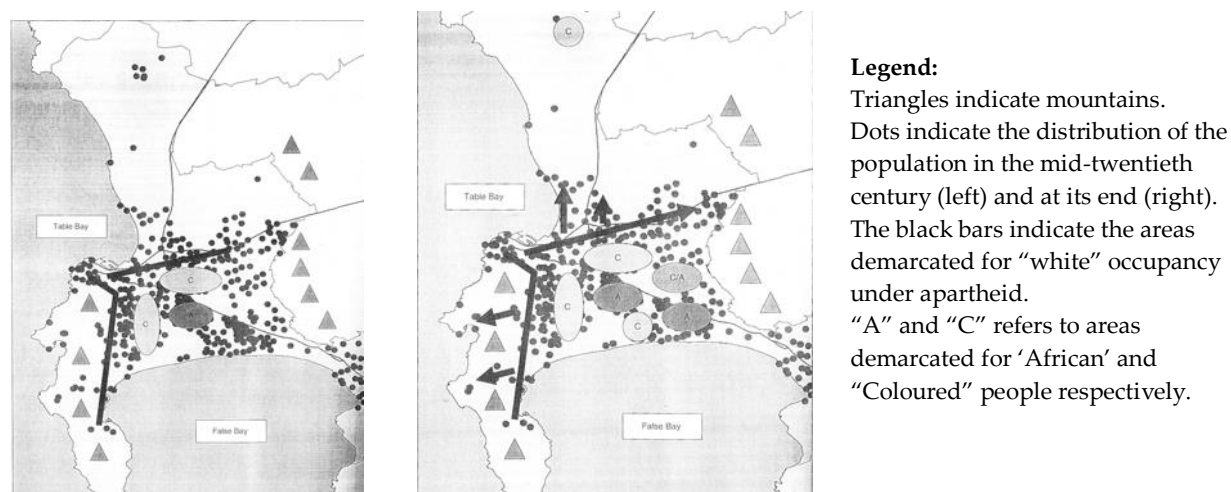 Table Bay
C
C
A
False Bay
C
Table Bay
C
C/A
C
A
C
A
False Bay
Legend:
Triangles indicate mountains.
Dots indicate the distribution of the
population in the mid-twentieth
century (left) and at its end (right).
The black bars indicate the areas
demarcated for “white” occupancy
under apartheid.
“A” and “C” refers to areas
demarcated for ‘African’ and
“Coloured” people respectively.